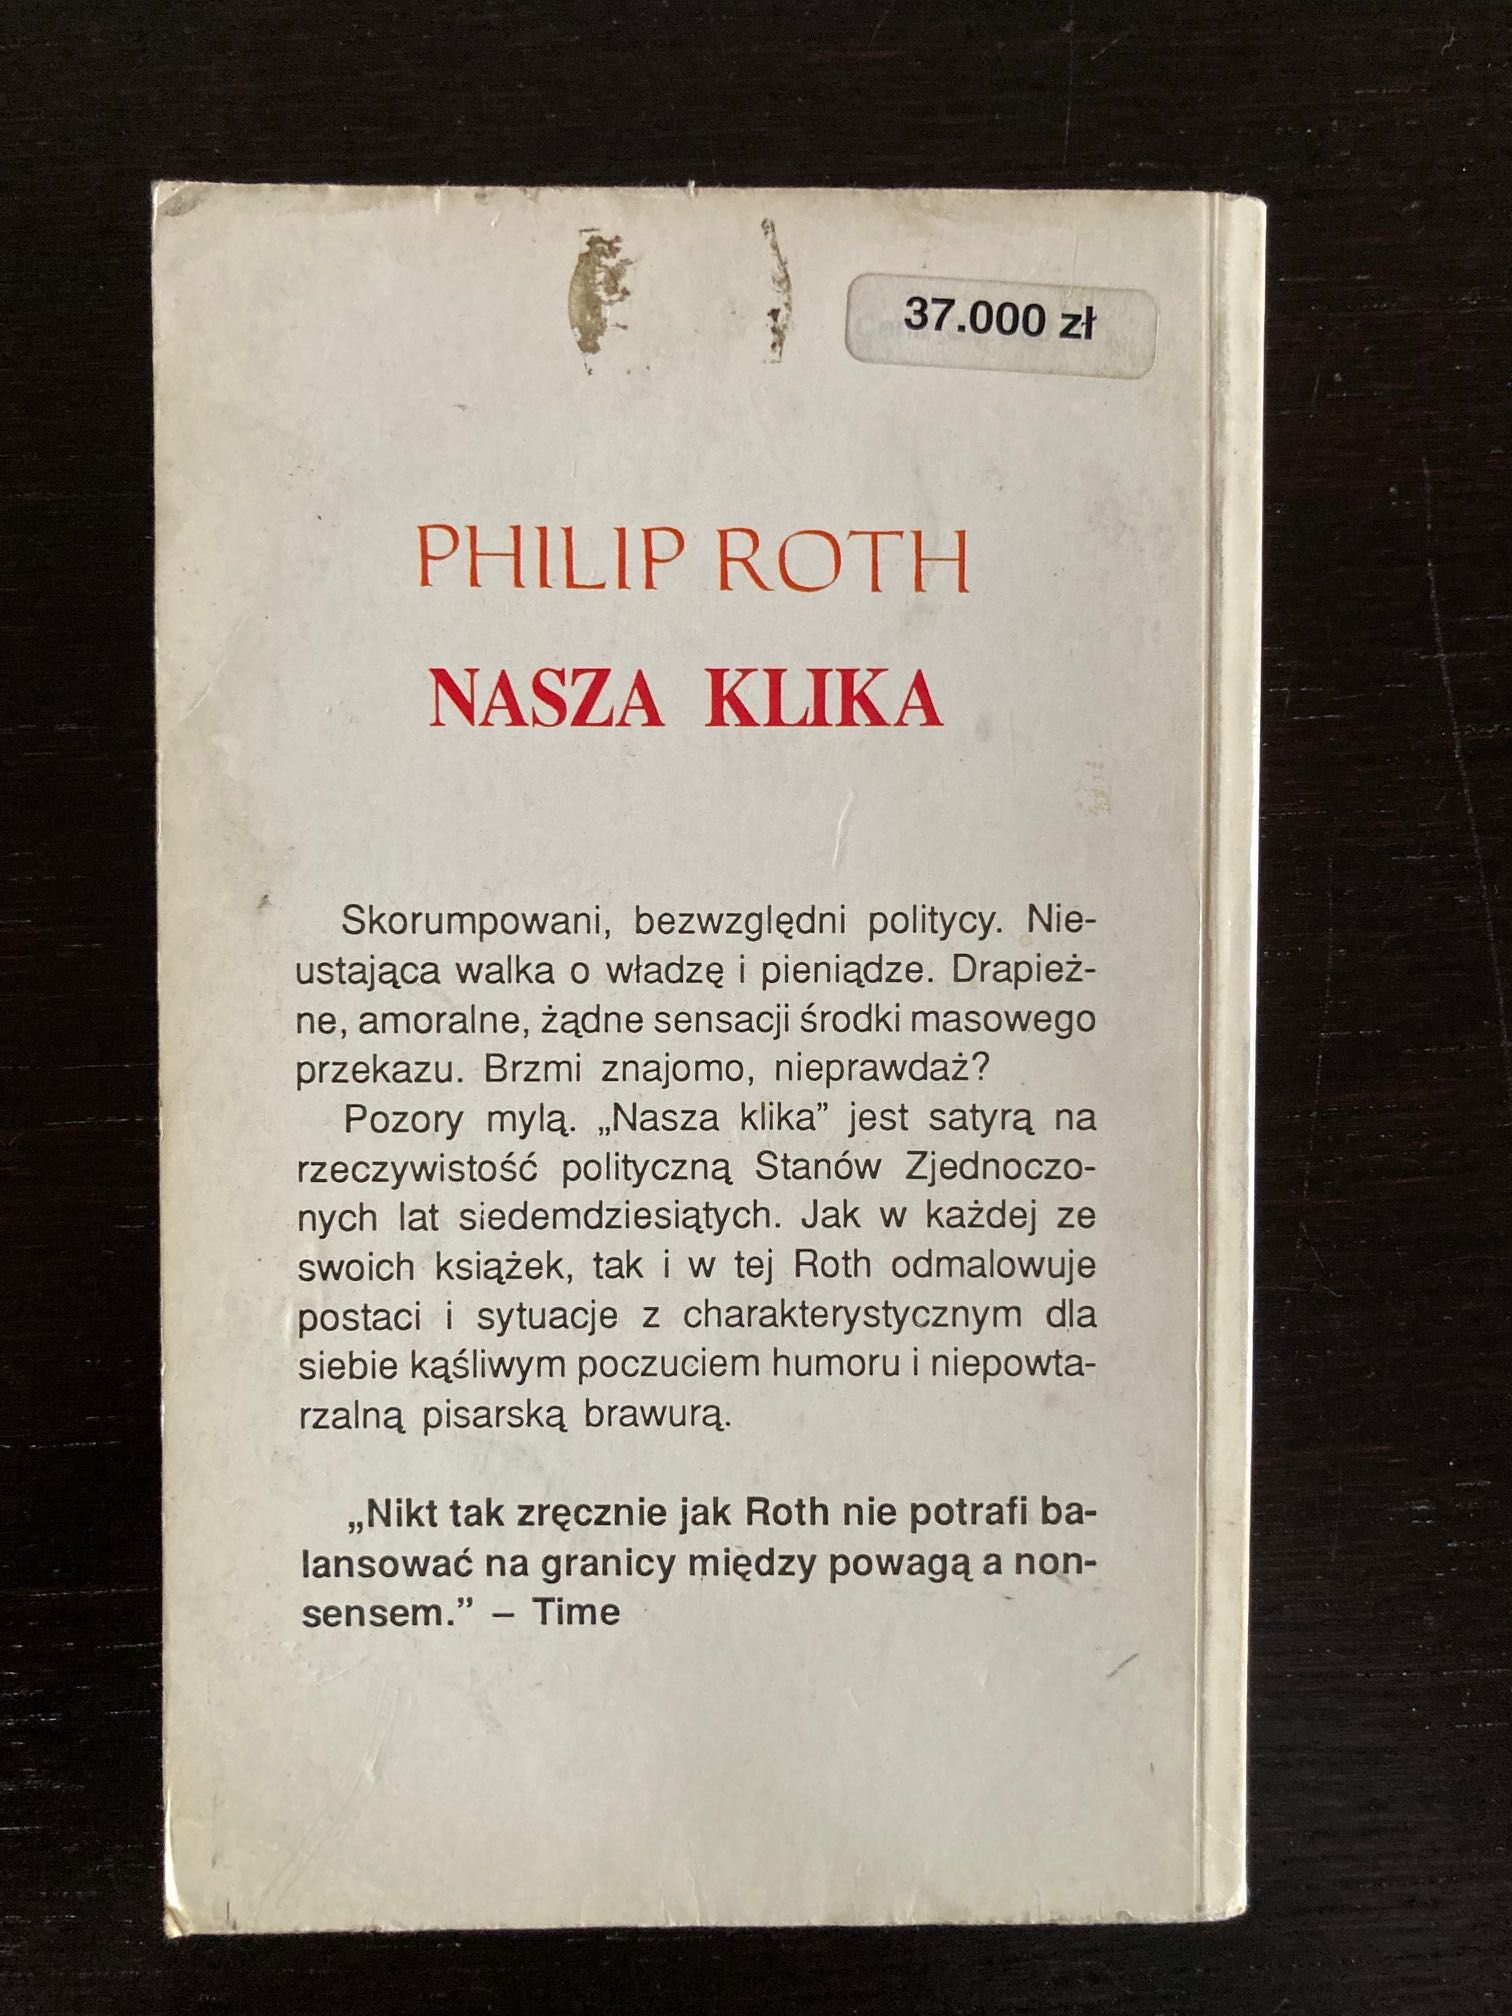 37.000 zł
PHILIP ROTH
NASZA KLIKA
Skorumpowani, bezwzględni politycy. Nie-
ustająca walka o władzę i pieniądze. Drapież-
ne, amoralne, żądne sensacji środki masowego
przekazu. Brzmi znajomo, nieprawdaż?
Pozory mylą. „Nasza klika” jest satyrą na
rzeczywistość polityczną Stanów Zjednoczo-
nych lat siedemdziesiątych. Jak w każdej ze
swoich książek, tak i w tej Roth odmalowuje
postaci i sytuacje z charakterystycznym dla
siebie kąśliwym poczuciem humoru i niepowta-
rzalną pisarską brawurą.
„Nikt tak zręcznie jak Roth nie potrafi ba-
lansować na granicy między powagą a non-
sensem.” – Time